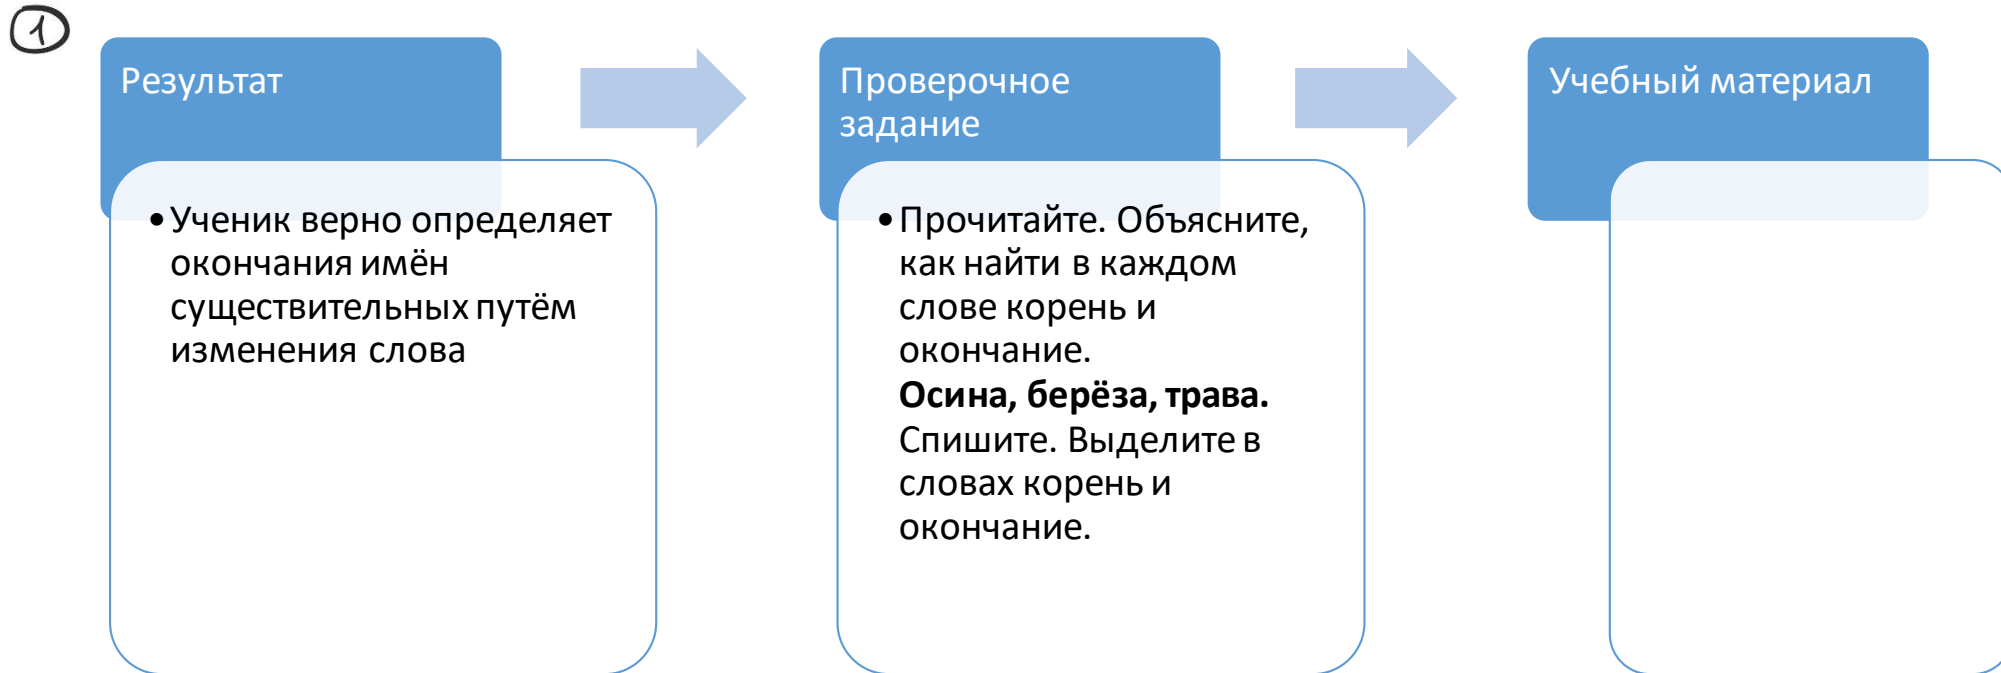 1
Результат
• Ученик верно определяет
окончания имён
существительных путём
изменения слова
Проверочное
задание
• Прочитайте. Объясните,
как найти в каждом
слове корень и
окончание.
Осина, берёза, трава.
Спишите. Выделите в
словах корень и
окончание.
Учебный материал